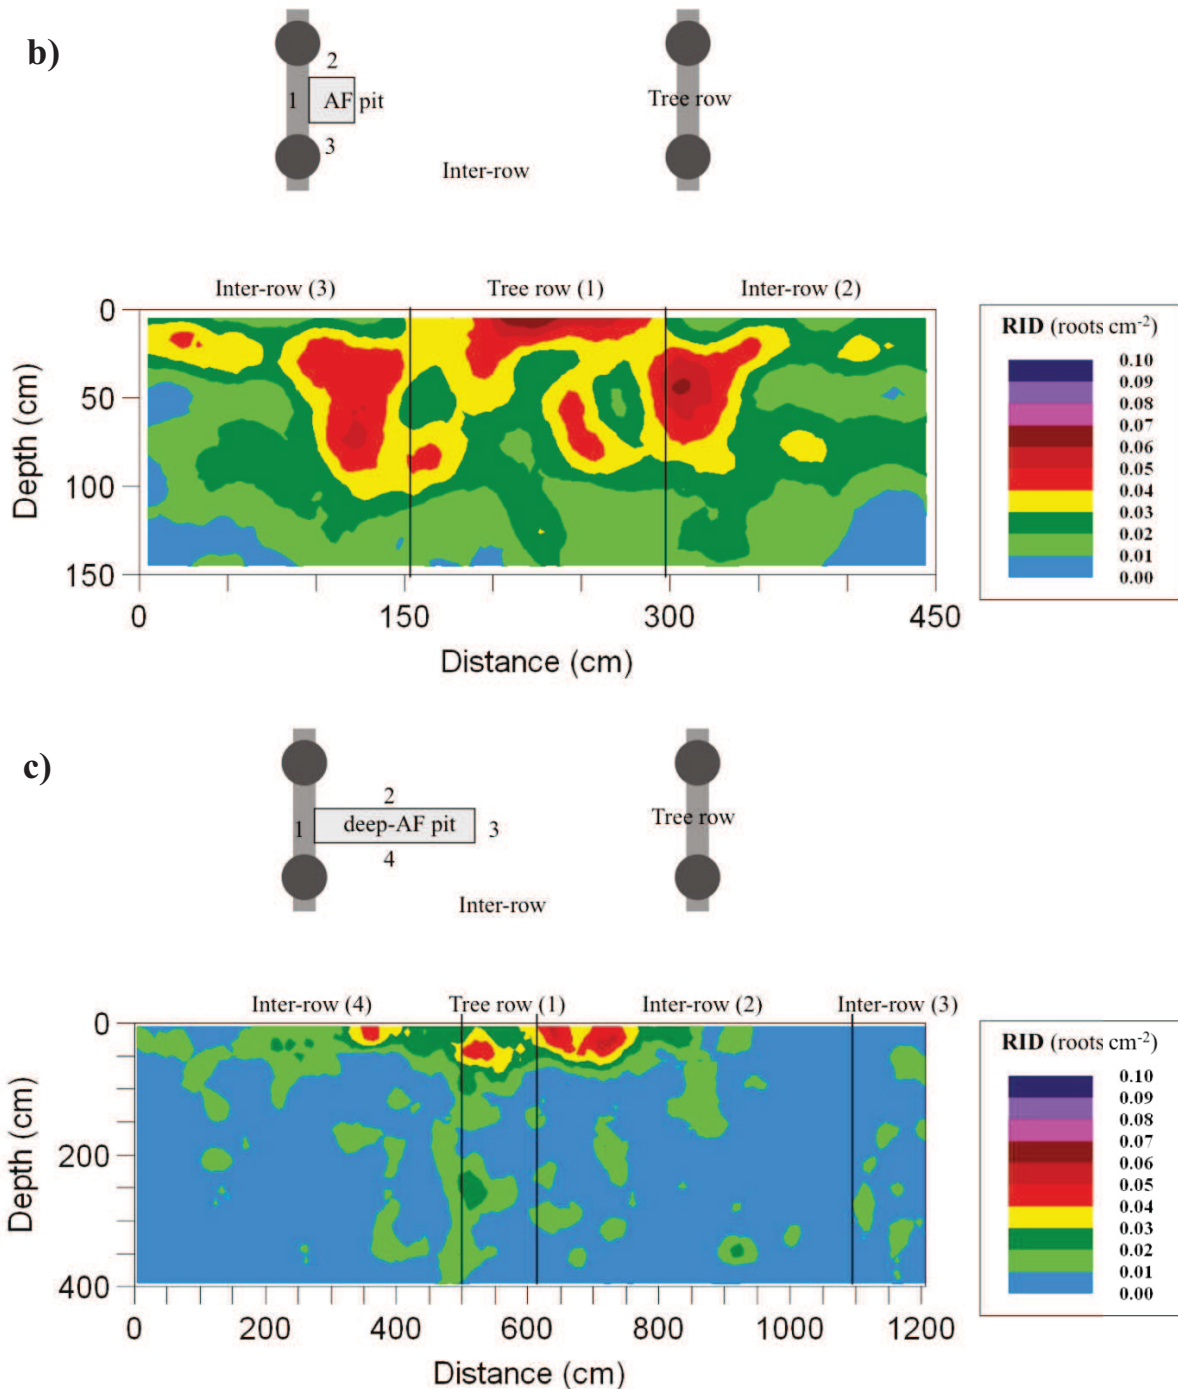 b)
2
1 AF pit
Tree row
3
Inter-row
Inter-row (3) Tree row (1) Inter-row (2)
0
50
100
150
Depth (cm)
0 150 300 450
Distance (cm)
RID (roots cm-2)
0.10
0.09
0.08
0.07
0.06
0.05
0.04
0.03
0.02
0.01
0.00
c)
2
1 deep-AF pit 3
Tree row
4
Inter-row
Inter-row (4) Tree row (1) Inter-row (2) Inter-row (3)
0
200
400
Depth (cm)
0 200 400 600 800 1000 1200
Distance (cm)
RID (roots cm-2)
0.10
0.09
0.08
0.07
0.06
0.05
0.04
0.03
0.02
0.01
0.00